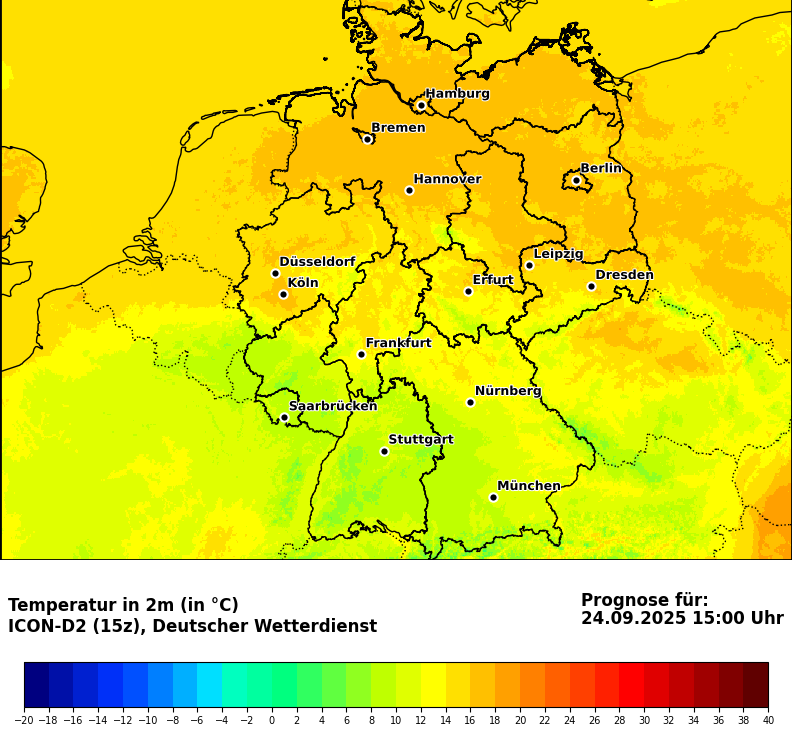 Hamburg
Bremen
Berlin
Hannover
Leipzig
Düsseldorf
Dresden
Köln
Erfurt
Frankfurt
Nürnberg
Saarbrücken
Stuttgart
München
Temperatur in 2m (in °C)
ICON-D2 (15z), Deutscher Wetterdienst
Prognose für:
24.09.2025 15:00 Uhr
−20 −18 −16 −14 −12 −10 −8 −6 −4 −2 0 2 4 6 8 10 12 14 16 18 20 22 24 26 28 30 32 34 36 38 40